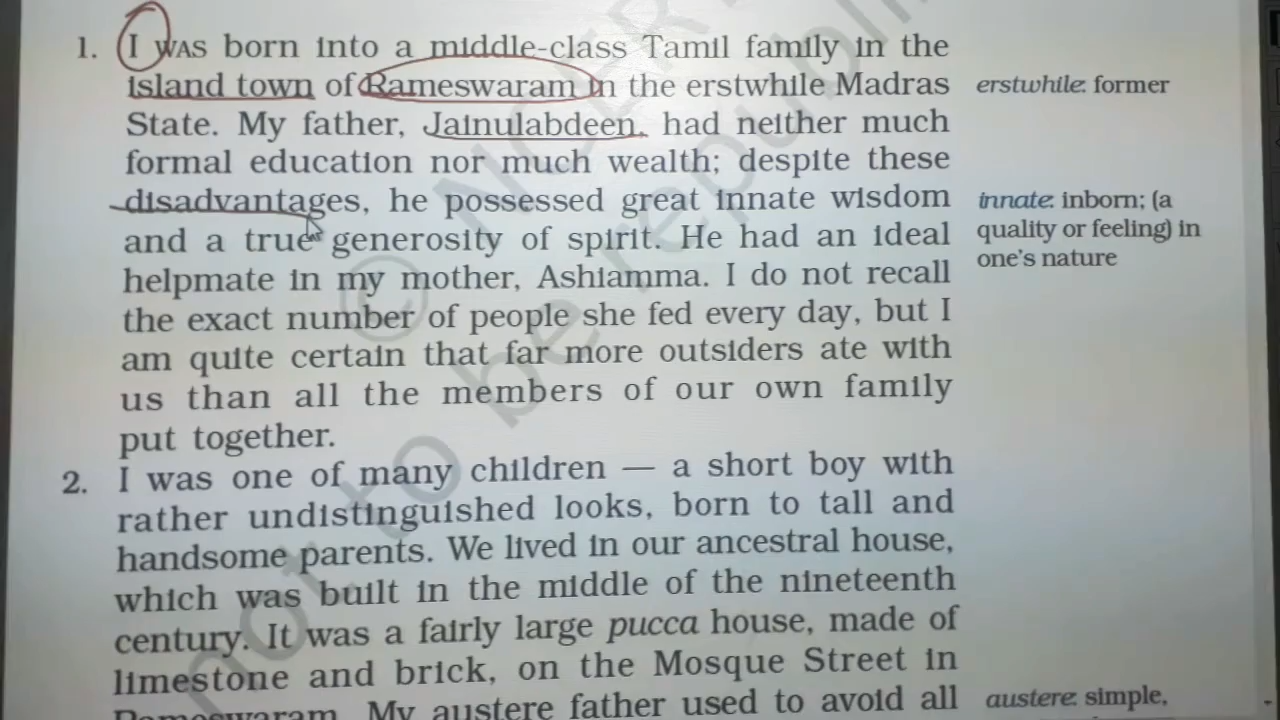 1. I WAS born into a middle-class Tamil family in the
island town of Rameswaram in the erstwhile Madras
erstwhile: former
State. My father, Jainulabdeen, had neither much
formal education nor much wealth; despite these
disadvantages, he possessed great innate wisdom
innate: inborn; (a
and a true generosity of spirit. He had an ideal
quality or feeling) in
helpmate in my mother, Ashiamma. I do not recall
one's nature
the exact number of people she fed every day, but I
am quite certain that far more outsiders ate with
us than all the members of our own family
put together.
2. I was one of many children — a short boy with
rather undistinguished looks, born to tall and
handsome parents. We lived in our ancestral house,
which was built in the middle of the nineteenth
century. It was a fairly large pucca house, made of
limestone and brick, on the Mosque Street in
Rameswaram. My austere father used to avoid all
austere: simple,
© NCERT
not to be republi